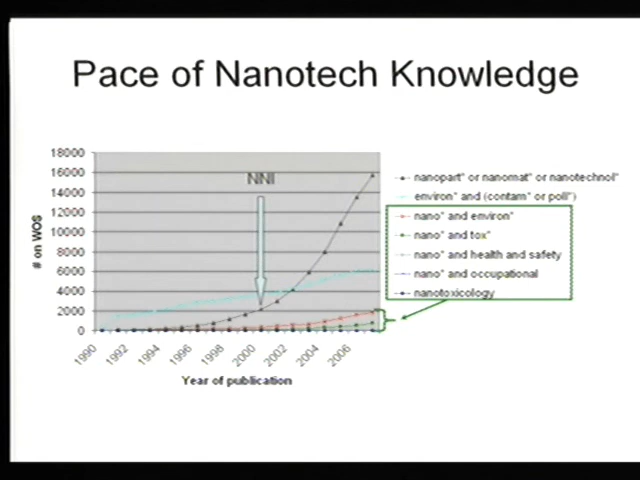 Pace of Nanotech Knowledge
18000
16000
14000
12000
10000
8000
6000
4000
2000
0
# on WOS
NNI
1990
1992
1994
1996
1998
2000
2002
2004
2006
Year of publication
nanopart* or nanomat* or nanotechnol*
environ* and (contam* or poll*)
nano* and environ*
nano* and tox*
nano* and health and safety
nano* and occupational
nanotoxicology